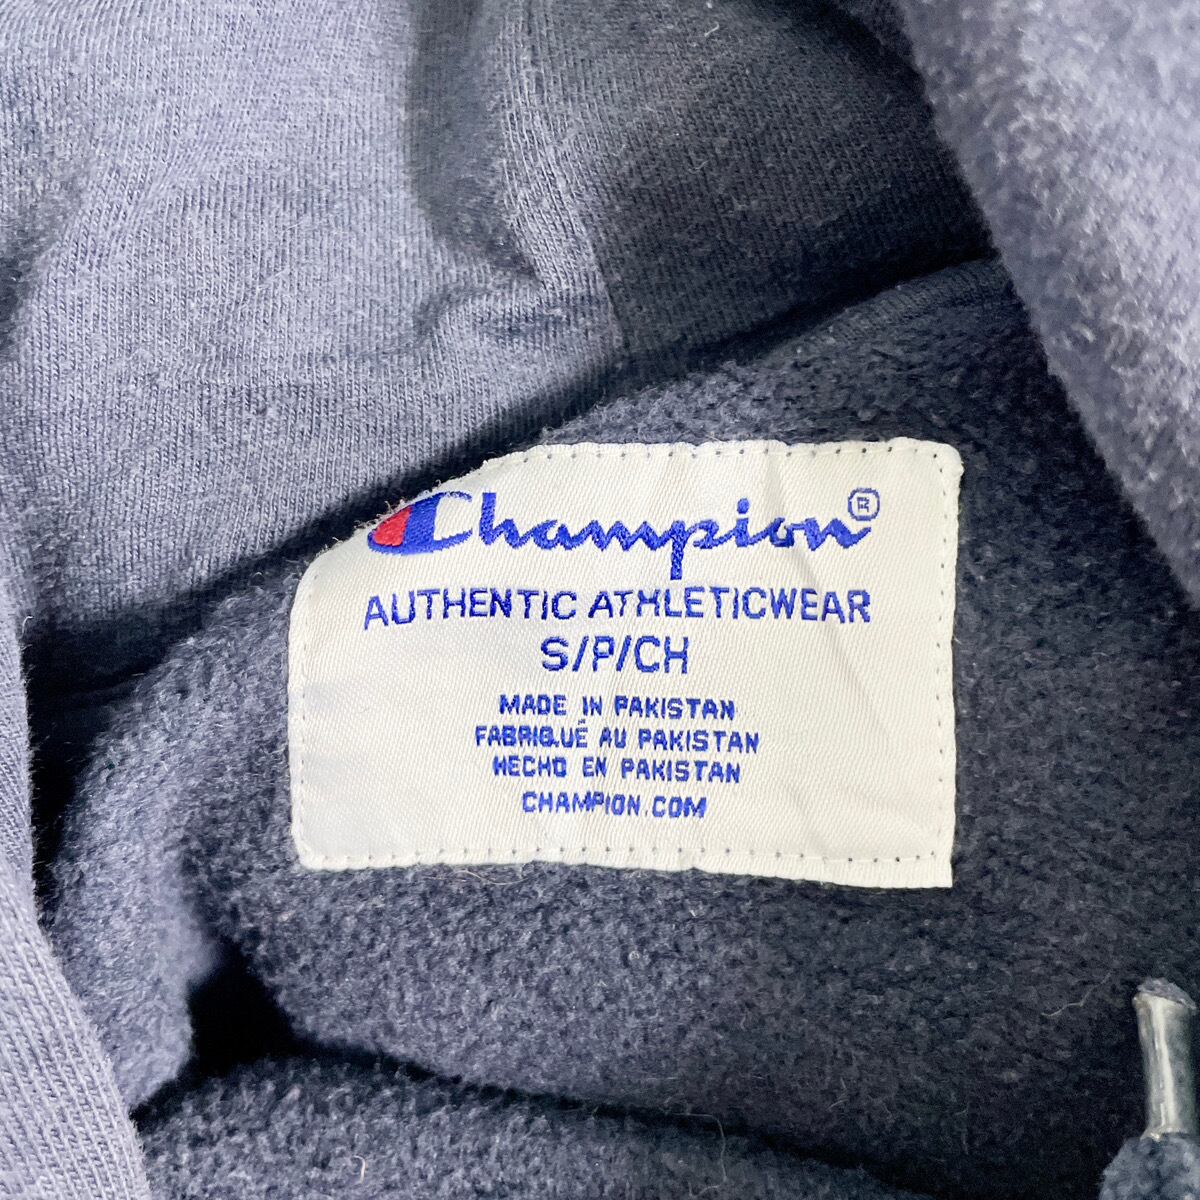 Champion®
AUTHENTIC ATHLETICWEAR
S/P/CH
MADE IN PAKISTAN
FABRIQUÉ AU PAKISTAN
HECHO EN PAKISTAN
CHAMPION.COM